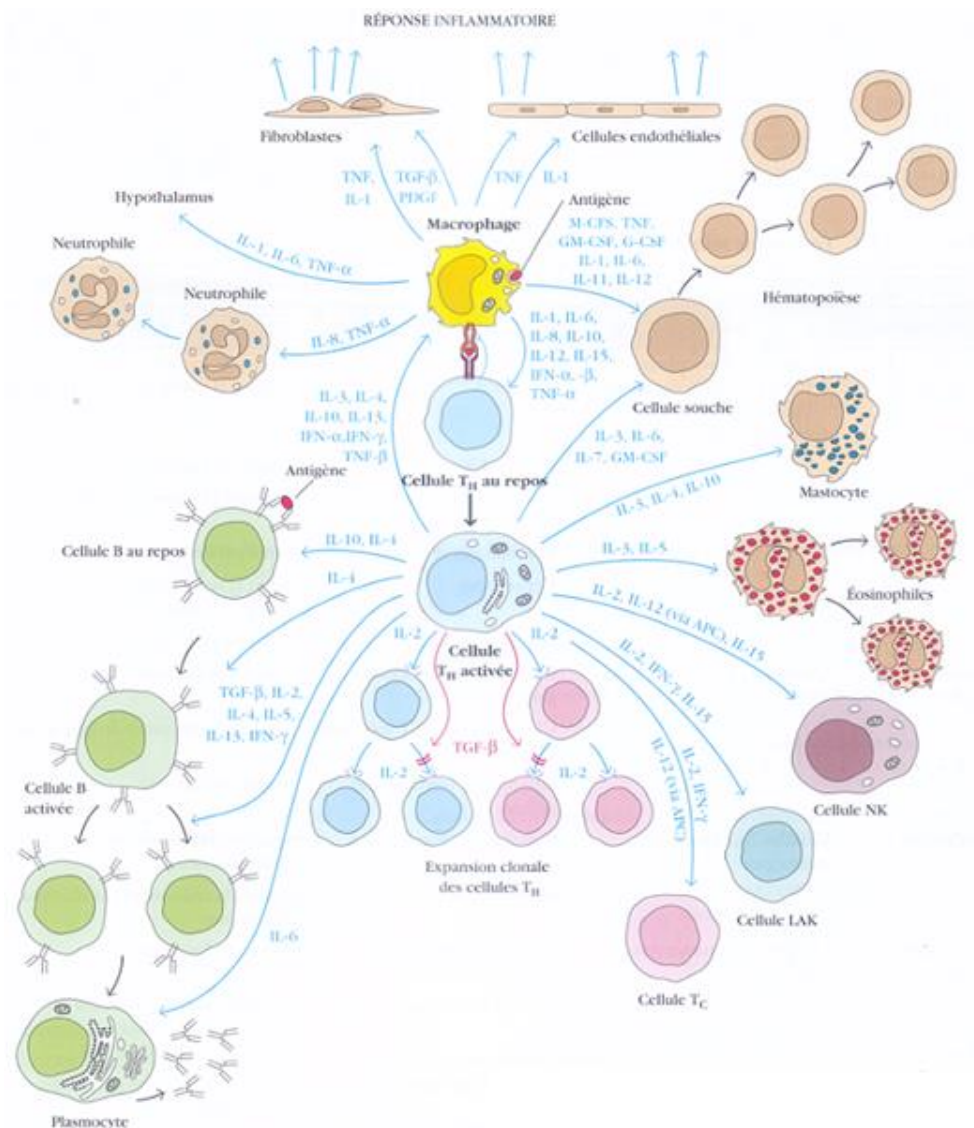 RÉPONSE INFLAMMATOIRE
Fibroblastes
Cellules endothéliales
TNF,
IL-1
TGF-β,
PDGF
TNF
IL-1
Hypothalamus
Macrophage
Antigène
M-CFS, TNF,
GM-CSF, G-CSF
IL-1, IL-6,
IL-11, IL-12
Neutrophile
IL-1, IL-6, TNF-α
Neutrophile
Hématopoïèse
IL-8, TNF-α
IL-1, IL-6,
IL-8, IL-10,
IL-12, IL-15,
IFN-α, -β,
TNF-α
Cellule souche
IL-3, IL-4,
IL-10, IL-13,
IFN-α,IFN-γ,
TNF-β
IL-3, IL-6,
IL-7, GM-CSF
Antigène
Cellule TH au repos
Mastocyte
IL-3, IL-4, IL-10
Cellule B au repos
IL-10, IL-4
IL-3, IL-5
IL-4
Éosinophiles
IL-2, IL-12 (via APC), IL-15
IL-2
Cellule
TH activée
IL-2
IL-2, IFN-γ, IL-15
TGF-β, IL-2,
IL-4, IL-5,
IL-13, IFN-γ
TGF-β
IL-2
IL-2
IL-2, IFN-γ
IL-12 (via APC)
Cellule B
activée
Cellule NK
Expansion clonale
des cellules TH
Cellule LAK
IL-6
Cellule TC
Plasmocyte